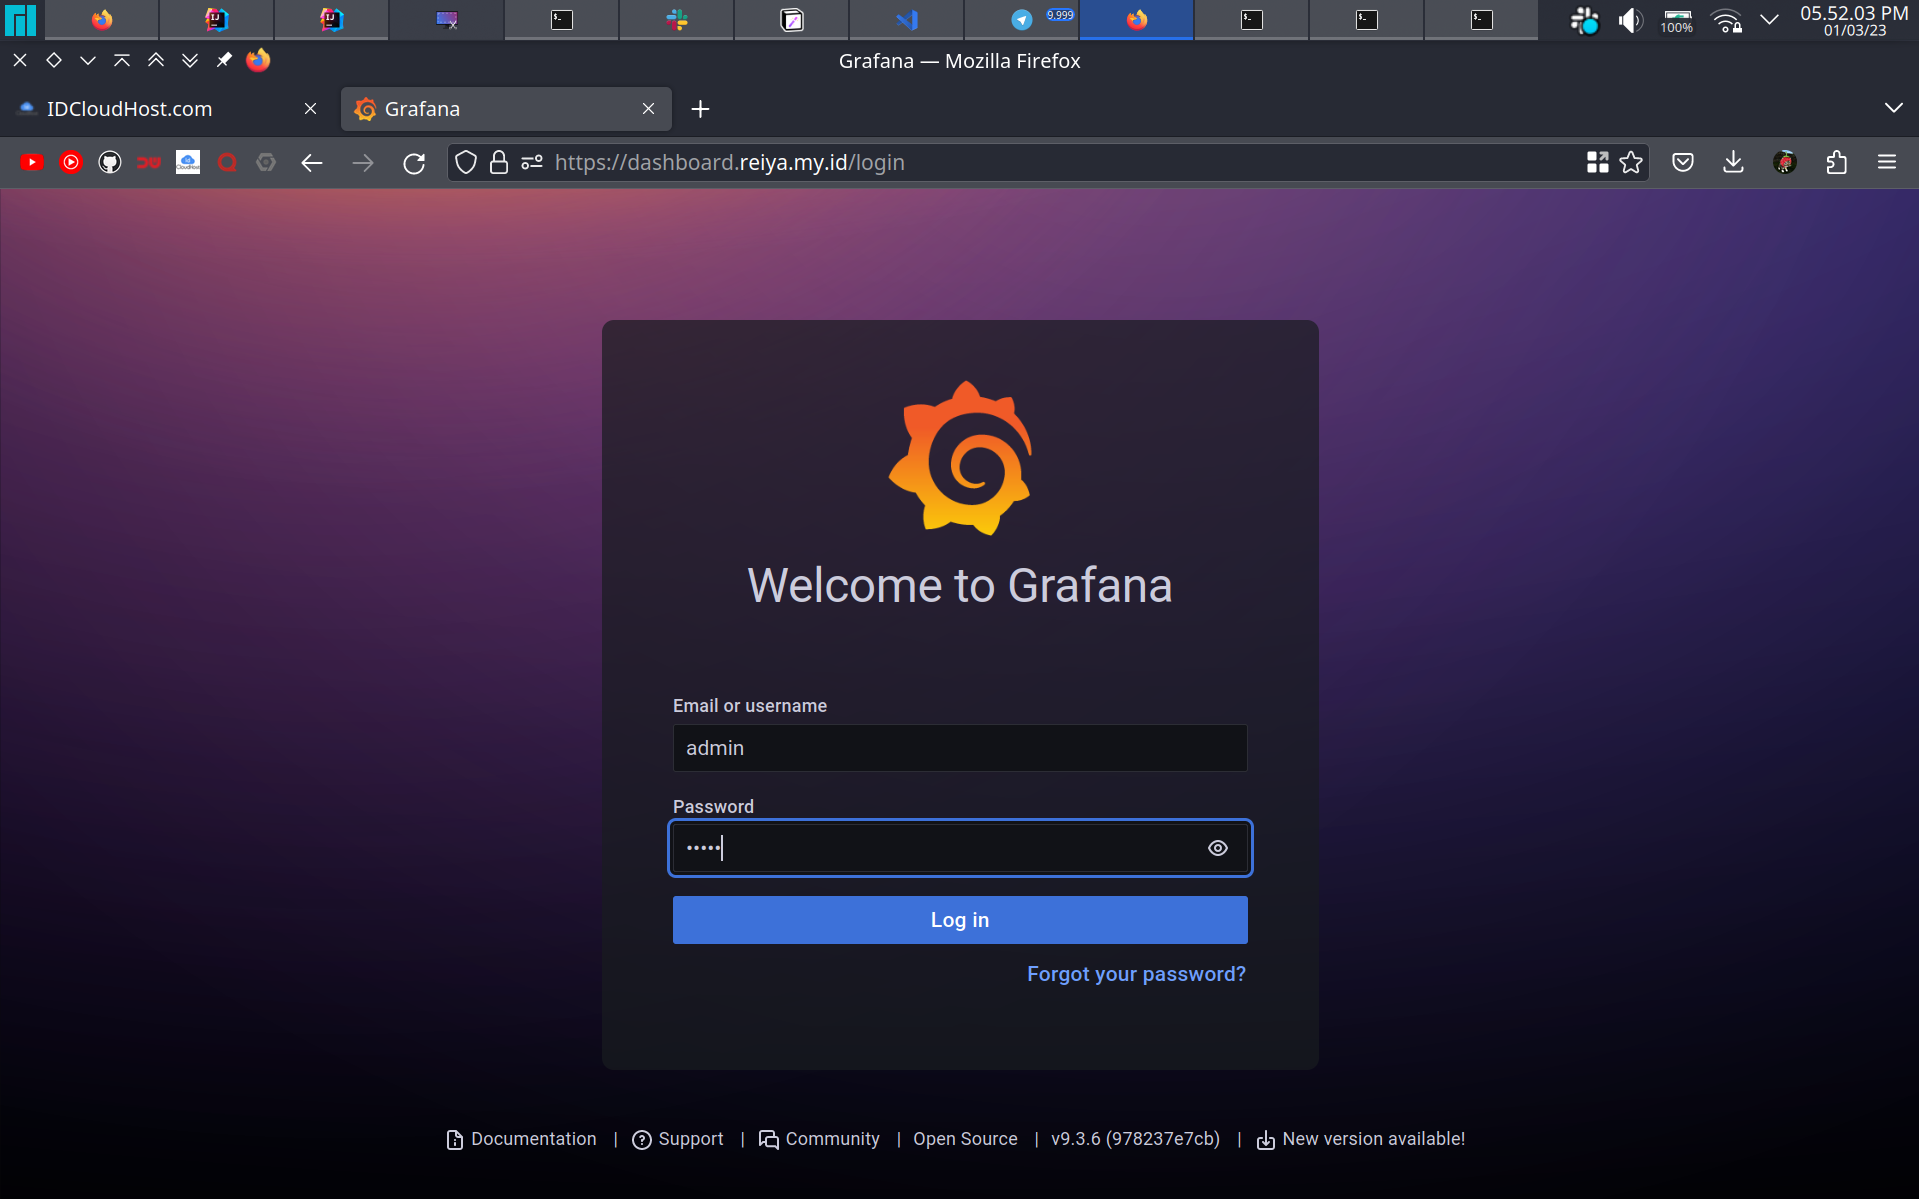 9,999
05.52.03 PM
100%
01/03/23
Grafana — Mozilla Firefox
IDCloudHost.com
Grafana
https://dashboard.reiya.my.id/login
Welcome to Grafana
Email or username
admin
Password
•••••
Log in
Forgot your password?
Documentation | Support | Community | Open Source | v9.3.6 (978237e7cb) | New version available!